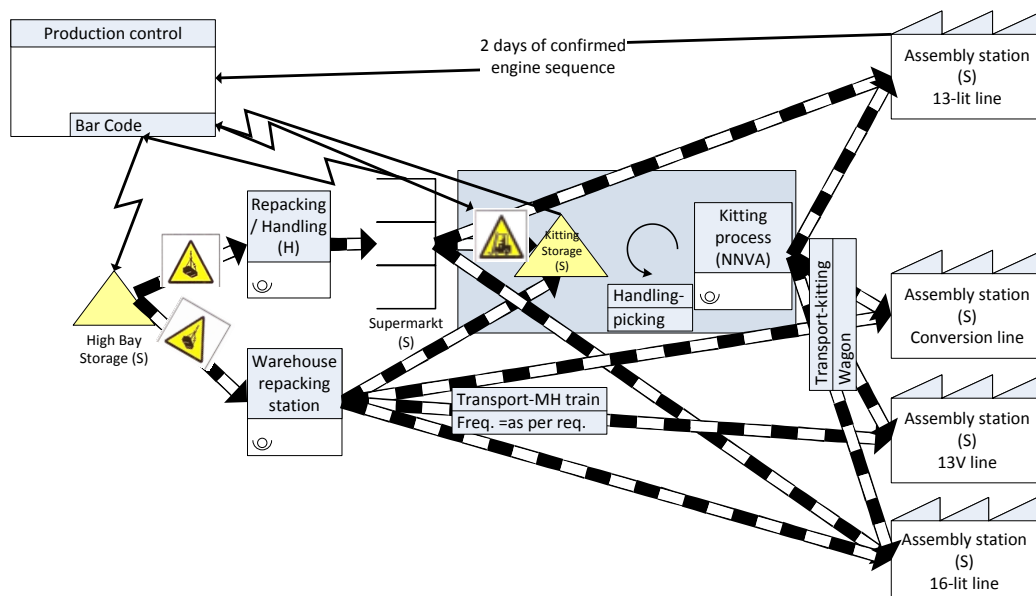 Production control
Bar Code
2 days of confirmed
engine sequence
Assembly station
(S)
13-lit line
Repacking
/ Handling
(H)
Supermarkt
(S)
Kitting
Storage
(S)
Kitting
process
(NNVA)
Handling-
picking
High Bay
Storage (S)
Warehouse
repacking
station
Transport-MH train
Freq. =as per req.
Transport-kitting
Wagon
Assembly station
(S)
Conversion line
Assembly station
(S)
13V line
Assembly station
(S)
16-lit line